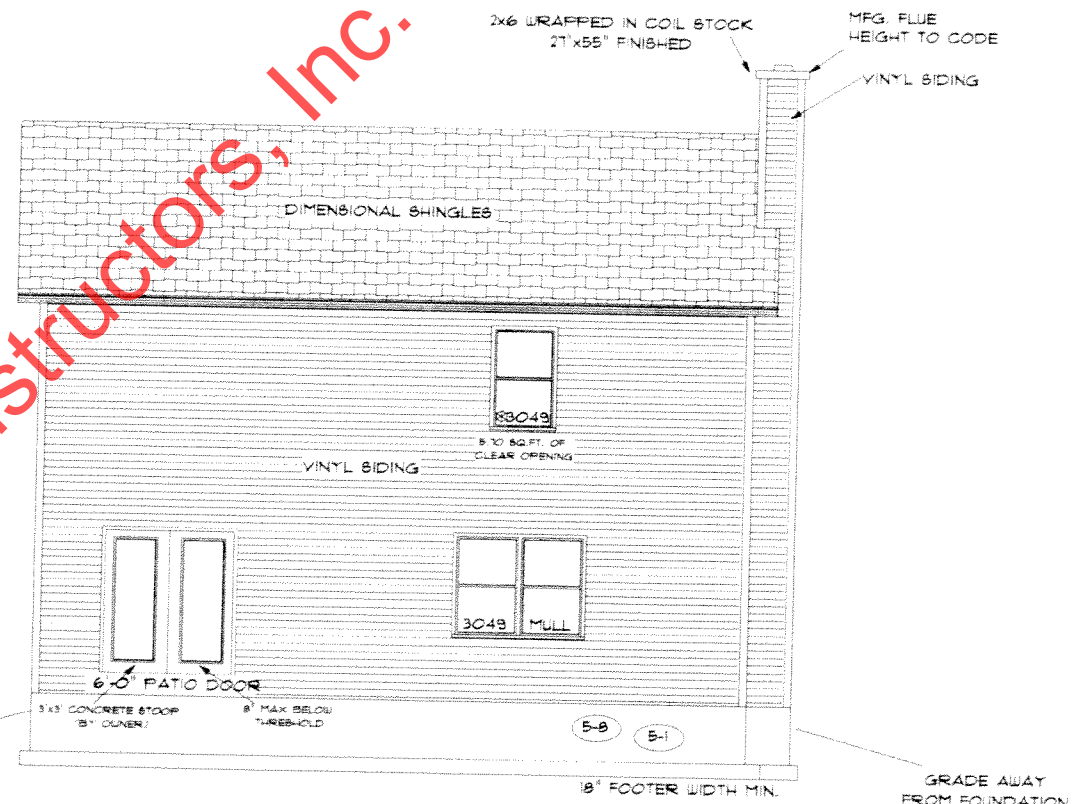 2x6 WRAPPED IN COIL STOCK
27"x55" FINISHED
MFG. FLUE
HEIGHT TO CODE
VINYL SIDING
Inc.
structors,
DIMENSIONAL SHINGLES
3049
5.70 SQ.FT. OF
CLEAR OPENING
VINYL SIDING
3049 MULL
6'-0" PATIO DOOR
3'x3' CONCRETE STOOP
"BY OWNER"
8" MAX BELOW
THRESHOLD
5-8
5-1
18" FOOTER WIDTH MIN.
GRADE AWAY
FROM FOUNDATION